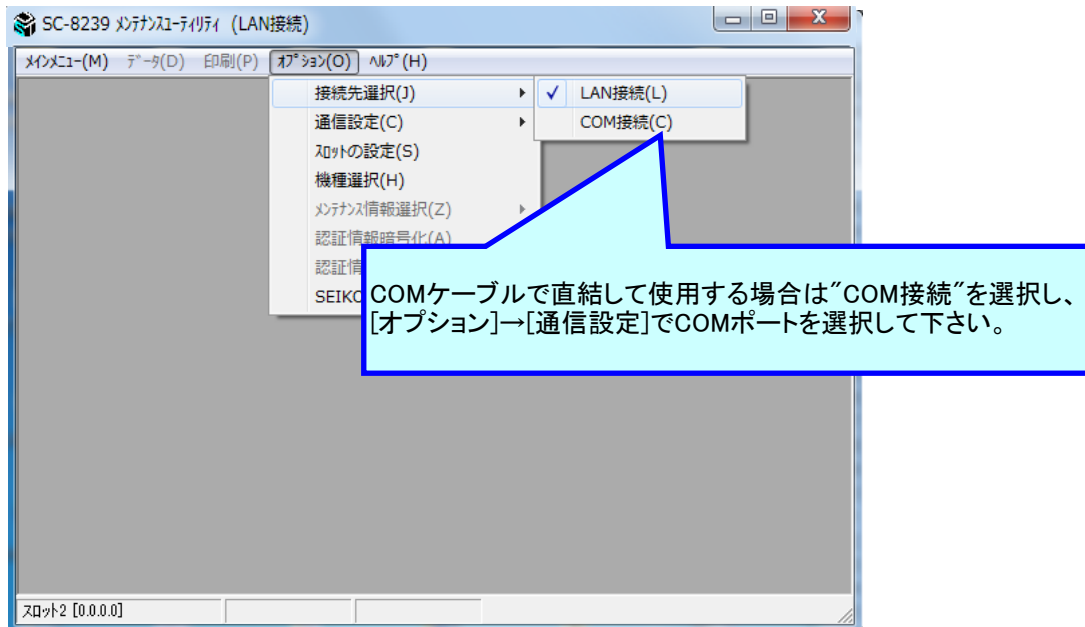 SC-8239 ﾒﾝﾃﾅﾝｽﾕｰﾃｨﾘﾃｨ (LAN接続)
ﾒｲﾝﾒﾆｭｰ(M) ﾃﾞｰﾀ(D) 印刷(P) ｵﾌﾟｼｮﾝ(O) ﾍﾙﾌﾟ(H)
接続先選択(J)
LAN接続(L)
通信設定(C)
COM接続(C)
ｽﾛｯﾄの設定(S)
機種選択(H)
ﾒﾝﾃﾅﾝｽ情報選択(Z)
認証情報暗号化(A)
認証情
SEIKO
COMケーブルで直結して使用する場合は"COM接続"を選択し、
[オプション]→[通信設定]でCOMポートを選択して下さい。
ｽﾛｯﾄ2 [0.0.0.0]